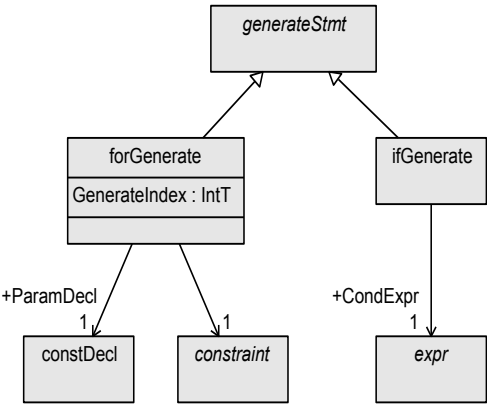 generateStmt
forGenerate
ifGenerate
GenerateIndex : IntT
+ParamDecl
+CondExpr
1
1
1
constDecl
constraint
expr